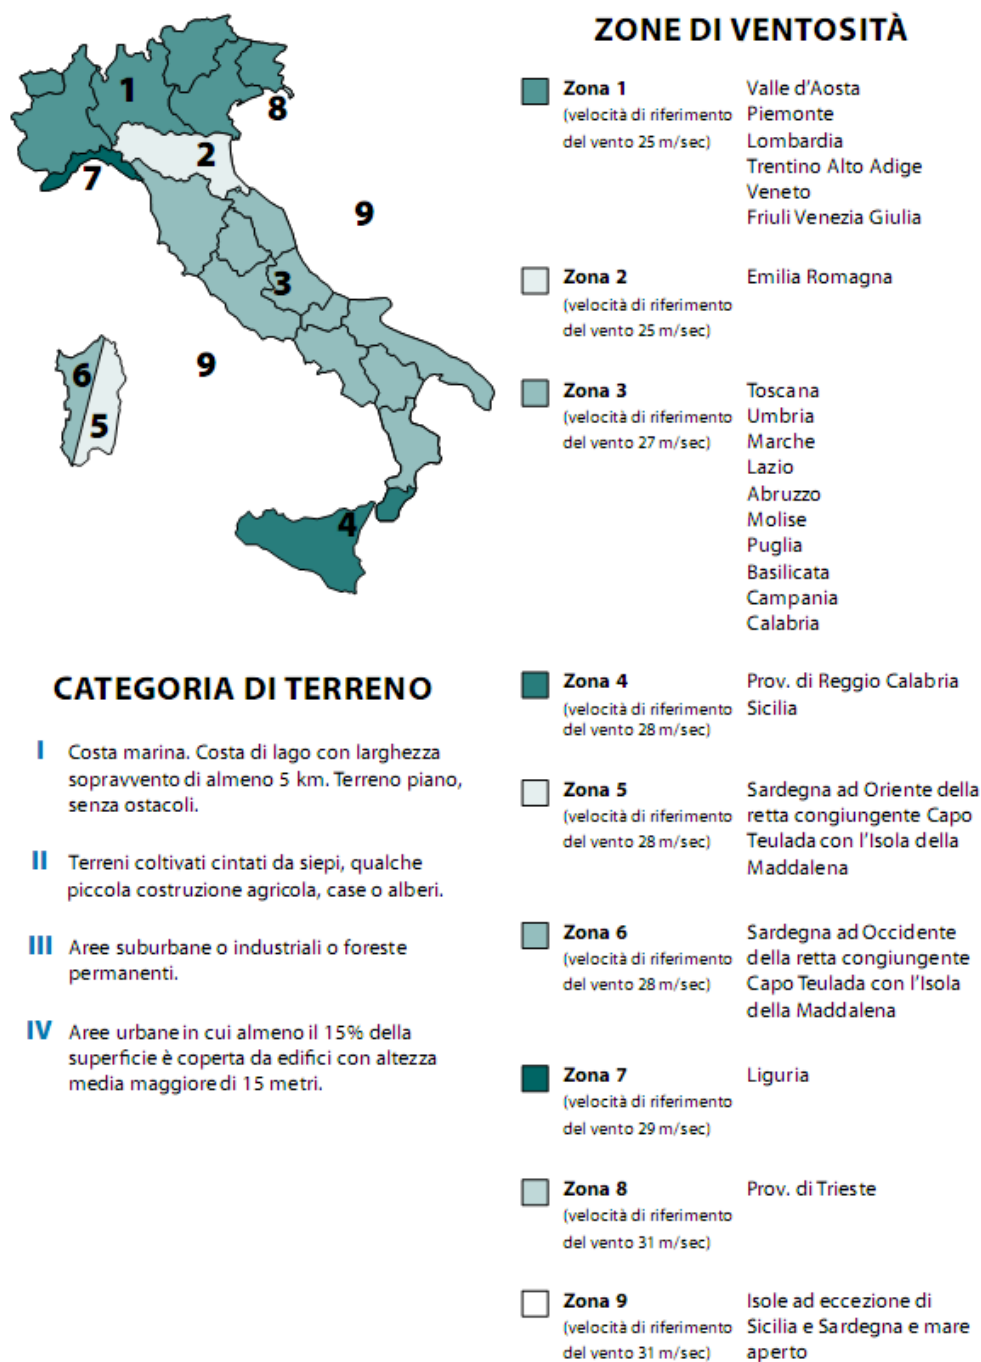 ZONE DI VENTOSITÀ
1
8
2
7
9
3
9
6
5
4
Zona 1
(velocità di riferimento
del vento 25 m/sec)
Valle d'Aosta
Piemonte
Lombardia
Trentino Alto Adige
Veneto
Friuli Venezia Giulia
Zona 2
(velocità di riferimento
del vento 25 m/sec)
Emilia Romagna
Zona 3
(velocità di riferimento
del vento 27 m/sec)
Toscana
Umbria
Marche
Lazio
Abruzzo
Molise
Puglia
Basilicata
Campania
Calabria
Zona 4
(velocità di riferimento
del vento 28 m/sec)
Prov. di Reggio Calabria
Sicilia
Zona 5
(velocità di riferimento
del vento 28 m/sec)
Sardegna ad Oriente della
retta congiungente Capo
Teulada con l'Isola della
Maddalena
Zona 6
(velocità di riferimento
del vento 28 m/sec)
Sardegna ad Occidente
della retta congiungente
Capo Teulada con l'Isola
della Maddalena
Zona 7
(velocità di riferimento
del vento 29 m/sec)
Liguria
Zona 8
(velocità di riferimento
del vento 31 m/sec)
Prov. di Trieste
Zona 9
(velocità di riferimento
del vento 31 m/sec)
Isole ad eccezione di
Sicilia e Sardegna e mare
aperto
CATEGORIA DI TERRENO
I Costa marina. Costa di lago con larghezza
sopravvento di almeno 5 km. Terreno piano,
senza ostacoli.
II Terreni coltivati cintati da siepi, qualche
piccola costruzione agricola, case o alberi.
III Aree suburbane o industriali o foreste
permanenti.
IV Aree urbane in cui almeno il 15% della
superficie è coperta da edifici con altezza
media maggiore di 15 metri.